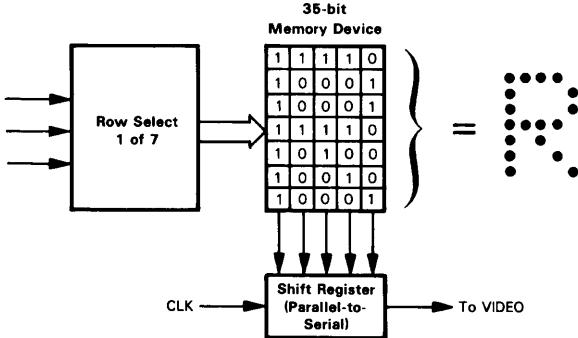 35-bit
Memory Device
1 1 1 1 0
1 0 0 0 1
1 0 0 0 1
1 1 1 1 0
1 0 1 0 0
1 0 0 1 0
1 0 0 0 1
Row Select
1 of 7
=
CLK
Shift Register
(Parallel-to-
Serial)
To VIDEO